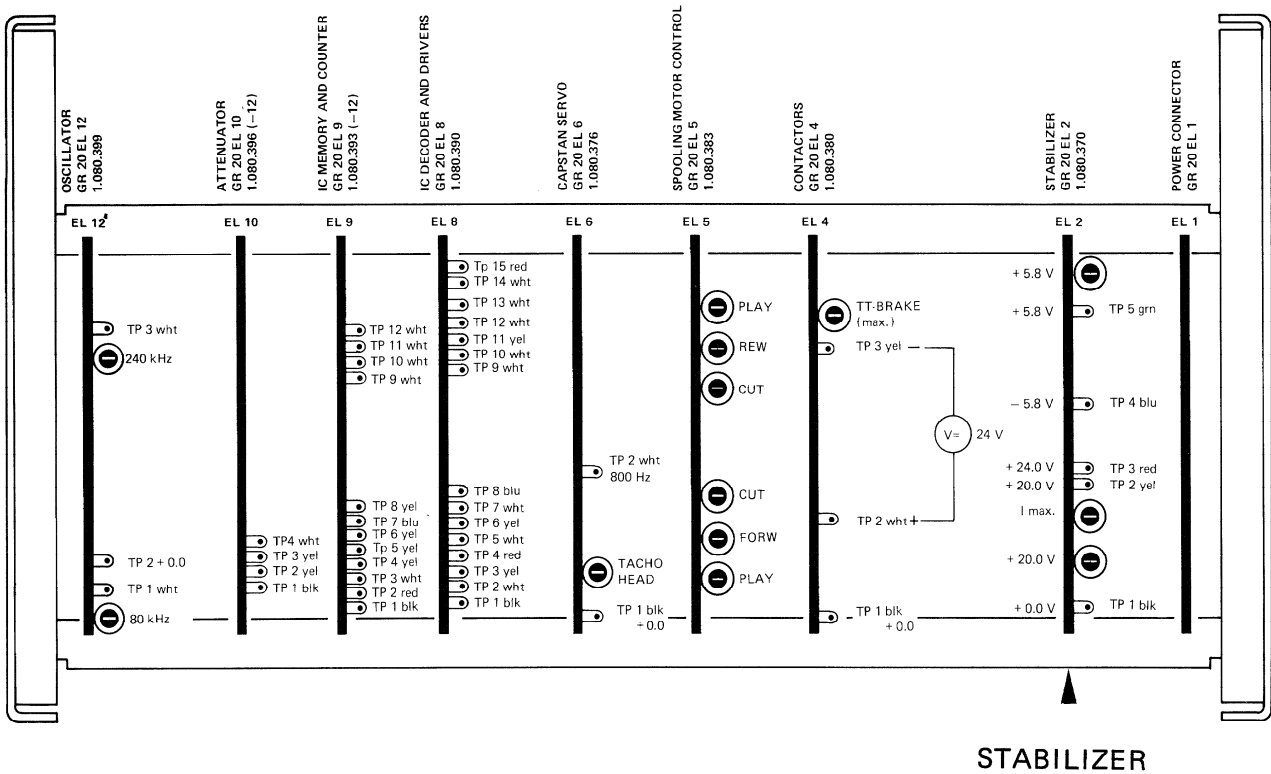 OSCILLATOR
GR 20 EL 12
1.080.399
ATTENUATOR
GR 20 EL 10
1.080.396 (-12)
IC MEMORY AND COUNTER
GR 20 EL 9
1.080.393 (-12)
IC DECODER AND DRIVERS
GR 20 EL 8
1.080.390
CAPSTAN SERVO
GR 20 EL 6
1.080.376
SPOOLING MOTOR CONTROL
GR 20 EL 5
1.080.383
CONTACTORS
GR 20 EL 4
1.080.380
STABILIZER
GR 20 EL 2
1.080.370
POWER CONNECTOR
GR 20 EL 1
EL 12
EL 10
EL 9
EL 8
EL 6
EL 5
EL 4
EL 2
EL 1
TP 3 wht
240 kHz
TP 2 + 0.0
TP 1 wht
80 kHz
TP4 wht
TP 3 yel
TP 2 yel
TP 1 blk
TP 12 wht
TP 11 wht
TP 10 wht
TP 9 wht
TP 8 yel
TP 7 blu
TP 6 yel
Tp 5 yel
TP 4 yel
TP 3 wht
TP 2 red
TP 1 blk
Tp 15 red
TP 14 wht
TP 13 wht
TP 12 wht
TP 11 yel
TP 10 wht
TP 9 wht
TP 8 blu
TP 7 wht
TP 6 yel
TP 5 wht
TP 4 red
TP 3 yel
TP 2 wht
TP 1 blk
TP 2 wht
800 Hz
TACHO
HEAD
TP 1 blk
+0.0
PLAY
REW
CUT
CUT
FORW
PLAY
TT-BRAKE
(max.)
TP 3 yel –
V= 24 V
TP 2 wht +
TP 1 blk
+0.0
+ 5.8 V
+ 5.8 V TP 5 grn
– 5.8 V TP 4 blu
+ 24.0 V TP 3 red
+ 20.0 V TP 2 yel
I max.
+20.0 V
+ 0.0 V TP 1 blk
STABILIZER